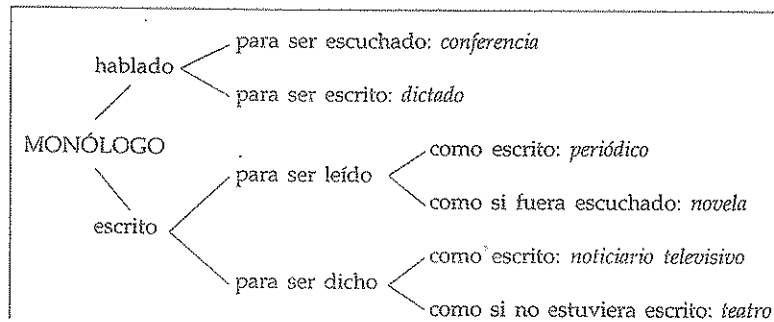 para ser escuchado: conferencia
hablado
para ser escrito: dictado
MONÓLOGO
como escrito: periódico
para ser leído
como si fuera escuchado: novela
escrito
como escrito: noticiario televisivo
para ser dicho
como si no estuviera escrito: teatro